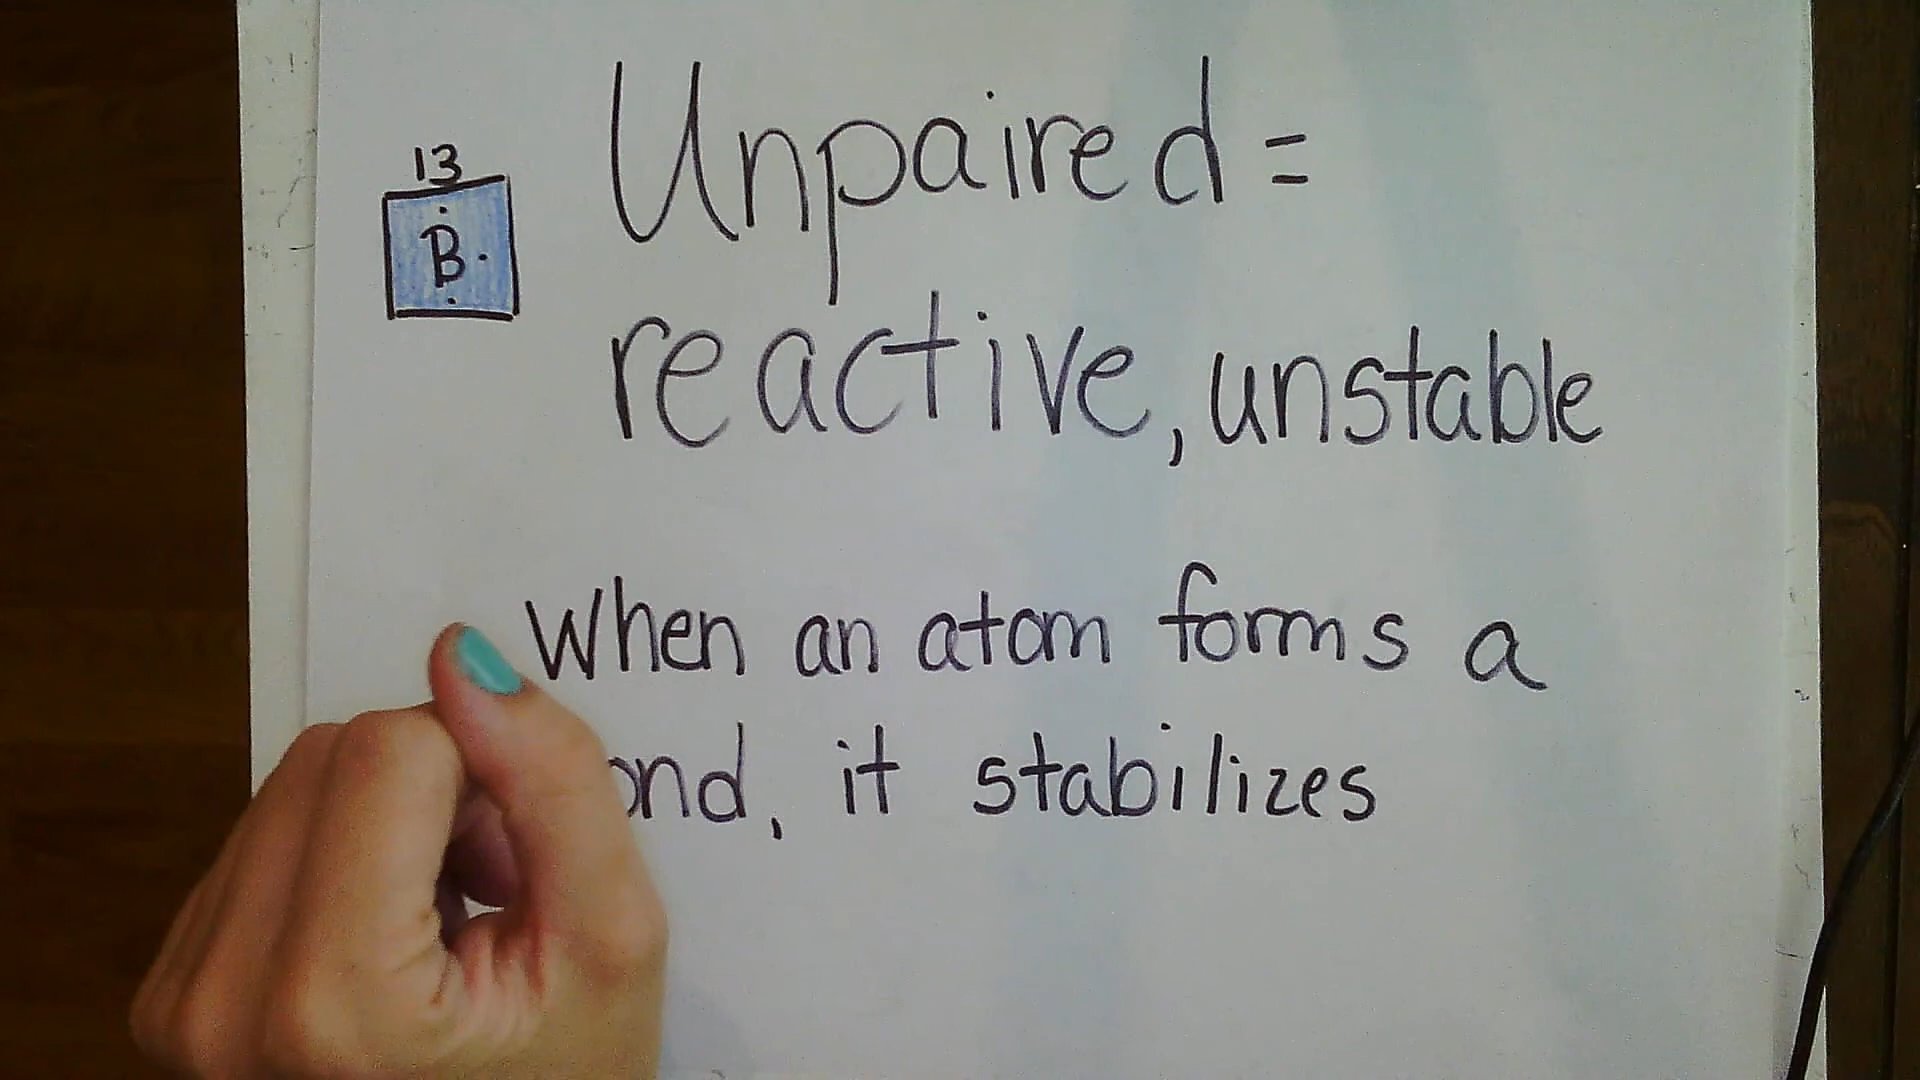 13
B
Unpaired =
reactive, unstable
When an atom forms a
ond, it stabilizes